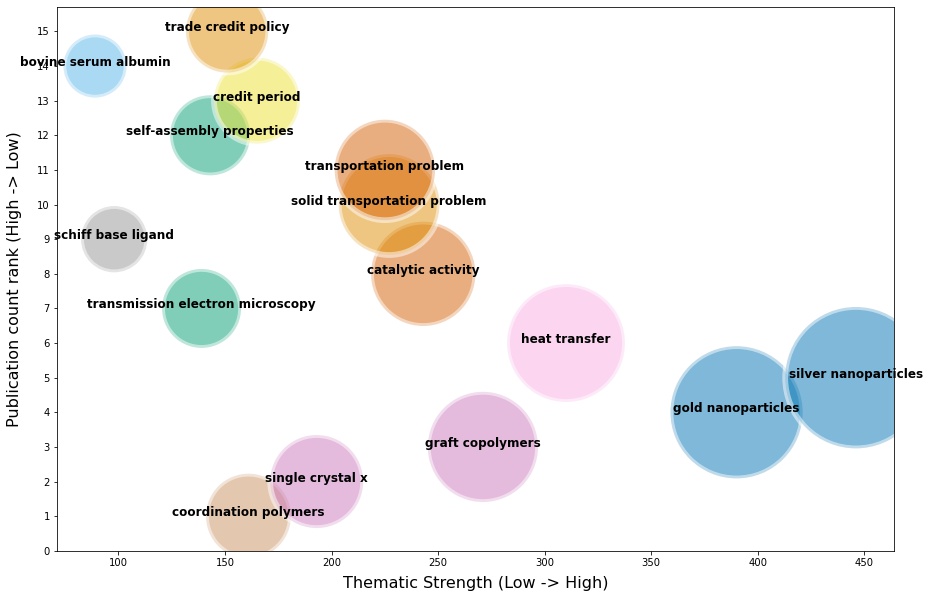 15
trade credit policy
14
bovine serum albumin
13
credit period
12
self-assembly properties
11
transportation problem
10
solid transportation problem
9
schiff base ligand
8
catalytic activity
7
transmission electron microscopy
6
heat transfer
5
silver nanoparticles
4
gold nanoparticles
3
graft copolymers
2
single crystal x
1
coordination polymers
0
Publication count rank (High -> Low)
100 150 200 250 300 350 400 450
Thematic Strength (Low -> High)